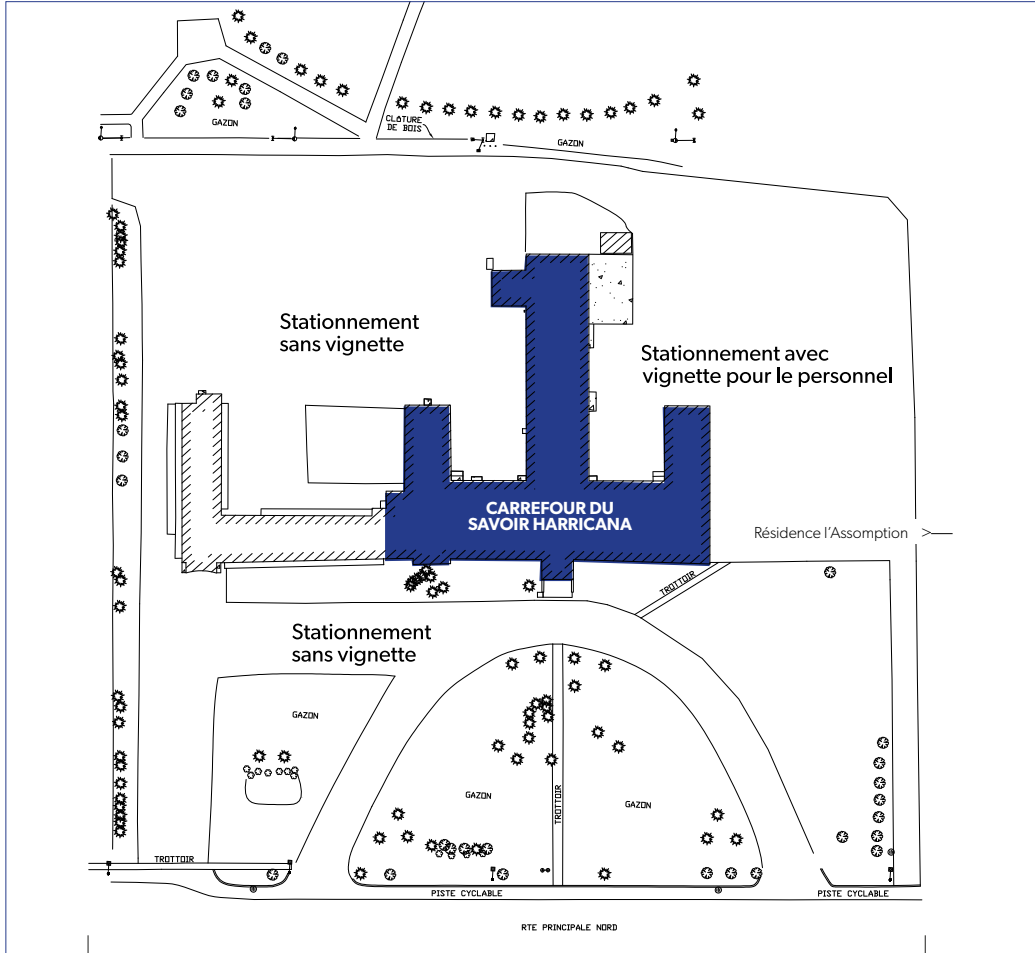 GAZON
CLÔTURE
DE BOIS
GAZON
Stationnement
sans vignette
Stationnement avec
vignette pour le personnel
CARREFOUR DU
SAVOIR HARRICANA
Résidence l'Assomption
TROTTOIR
Stationnement
sans vignette
GAZON
GAZON
TROTTOIR
GAZON
TROTTOIR
PISTE CYCLABLE
PISTE CYCLABLE
RTE PRINCIPALE NORD